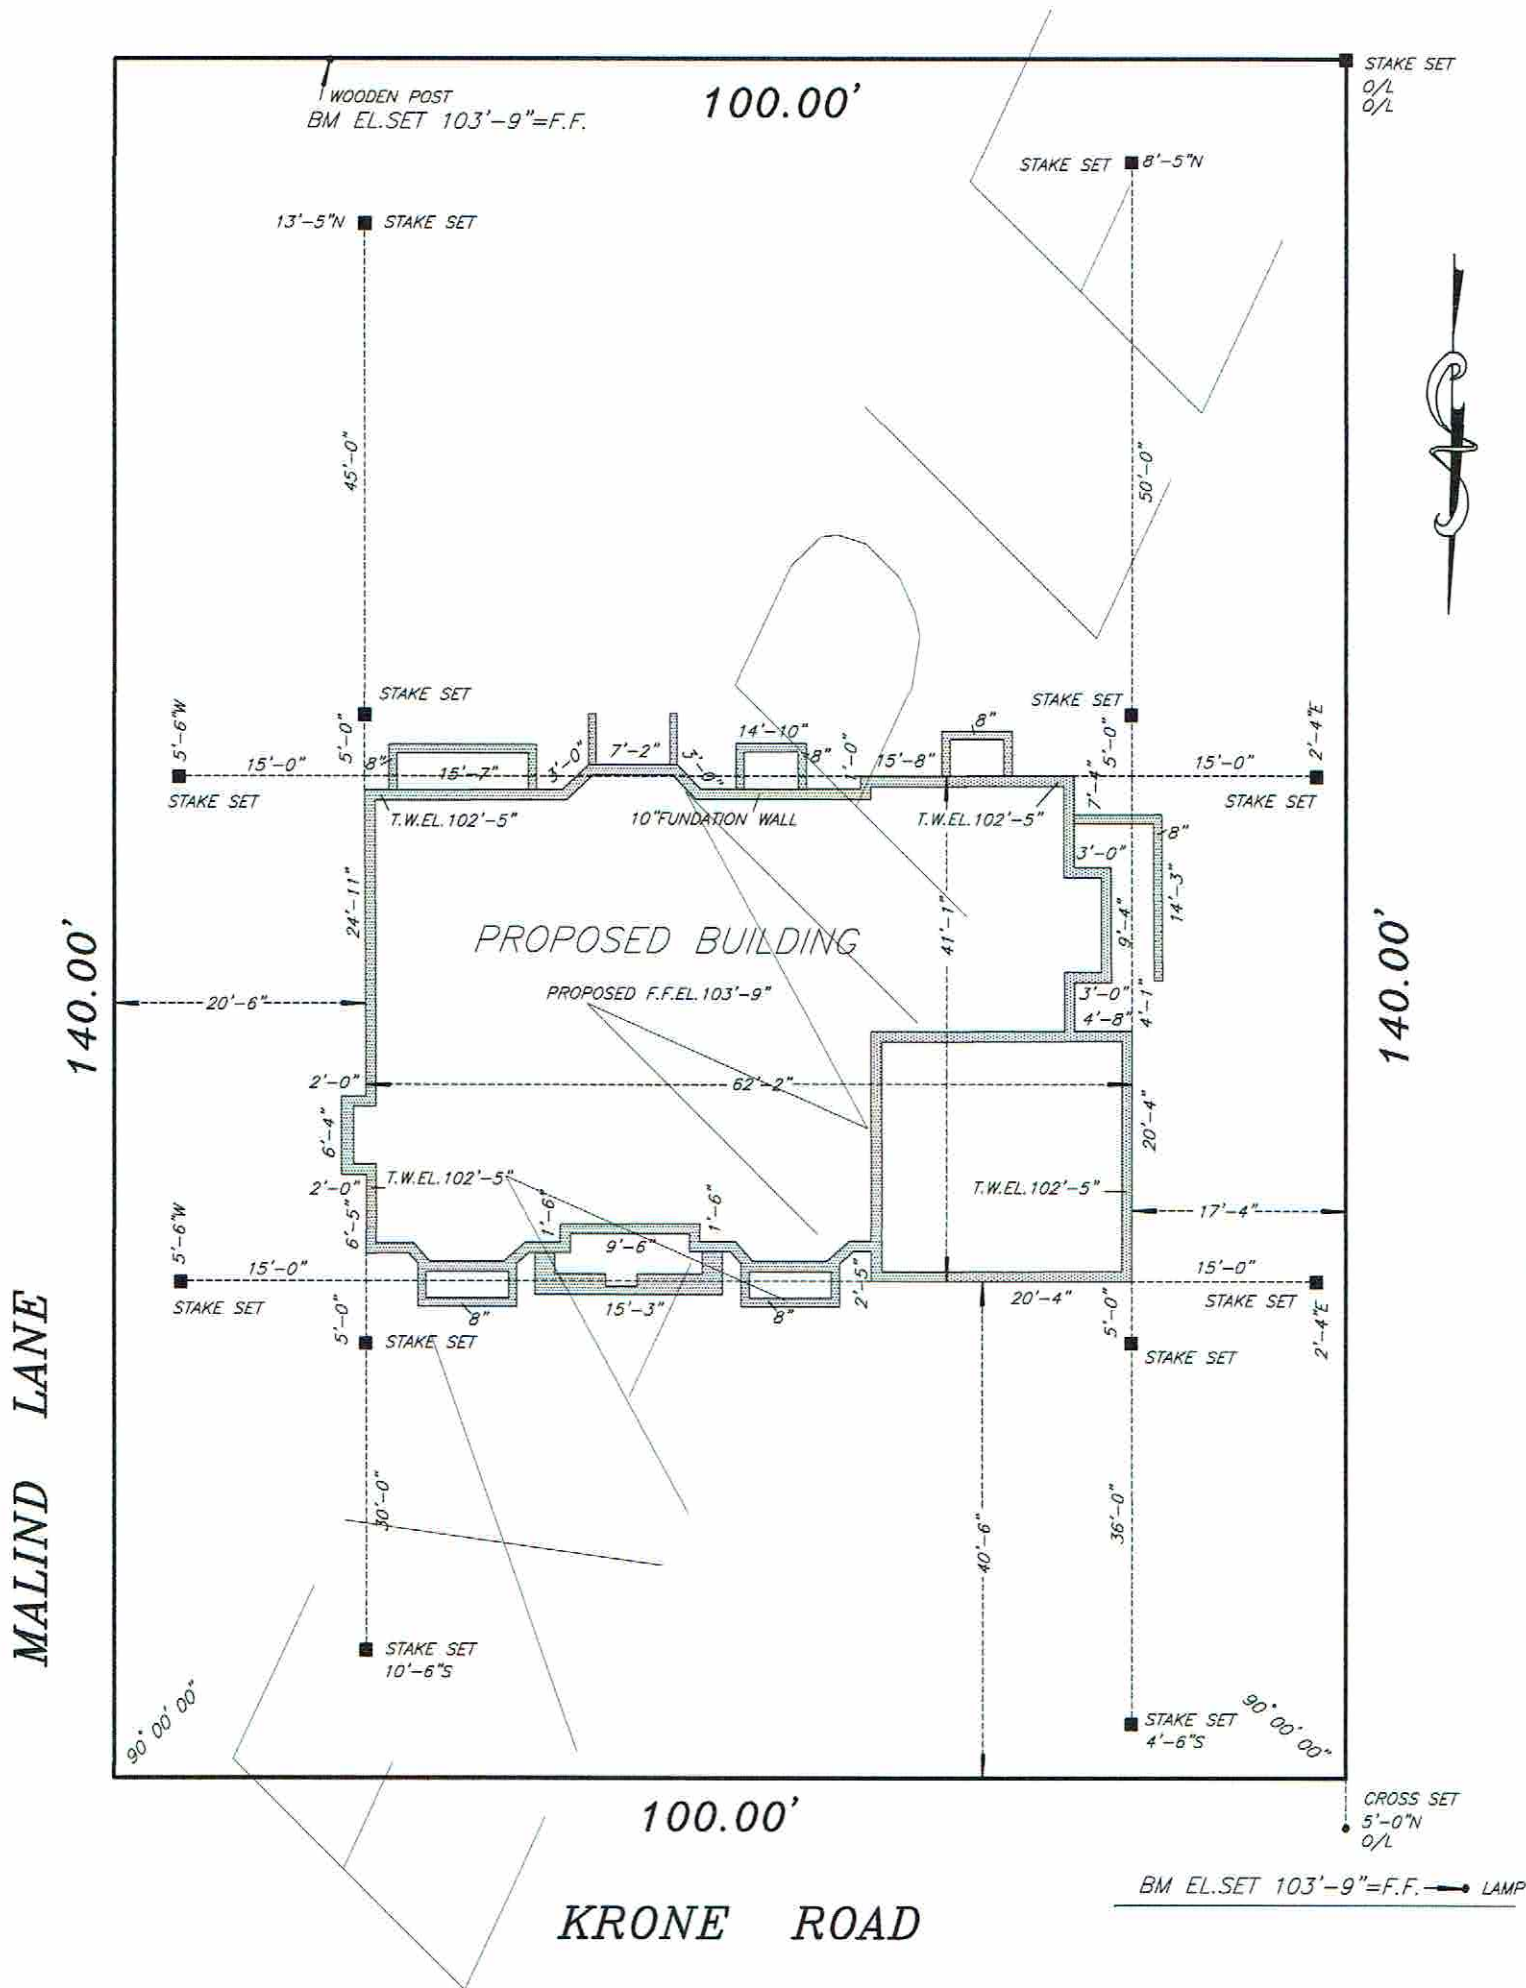 STAKE SET
O/L
O/L
WOODEN POST
BM EL.SET 103'-9"=F.F.
100.00'
STAKE SET
8'-5"N
13'-5"N
STAKE SET
45'-0"
50'-0"
STAKE SET
STAKE SET
5'-6"W
5'-0"
5'-0"
2'-4"E
15'-0"
8"
15'-7"
3'-0"
7'-2"
3'-0"
14'-10"
8"
15'-8"
8"
7'-4"
15'-0"
STAKE SET
STAKE SET
T.W.EL.102'-5"
10"FUNDATION WALL
T.W.EL.102'-5"
8"
3'-0"
24'-11"
41'-1"
9'-4"
14'-3"
140.00'
PROPOSED BUILDING
140.00'
20'-6"
PROPOSED F.F.EL.103'-9"
3'-0"
4'-8"
4'-1"
2'-0"
62'-2"
6'-4"
20'-4"
2'-0"
T.W.EL.102'-5"
T.W.EL.102'-5"
6'-5"
1'-6"
9'-6"
1'-6"
17'-4"
5'-6"W
15'-0"
2'-5"
15'-0"
STAKE SET
15'-3"
20'-4"
STAKE SET
8"
8"
5'-0"
5'-0"
2'-4"E
STAKE SET
STAKE SET
MALIND LANE
30'-0"
40'-6"
36'-0"
STAKE SET
10'-6"S
STAKE SET
4'-6"S
90° 00' 00"
90° 00' 00"
100.00'
CROSS SET
5'-0"N
O/L
BM EL.SET 103'-9"=F.F.
LAMP
KRONE ROAD